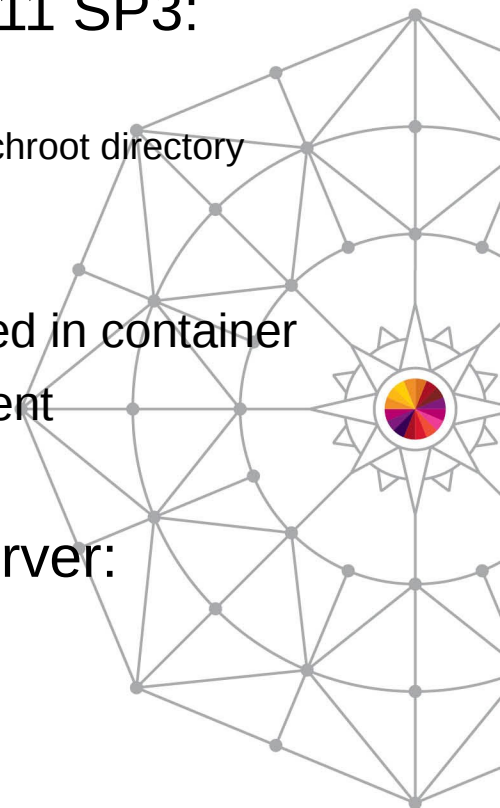 11 SP3:
chroot directory
ed in container
ent
rver: